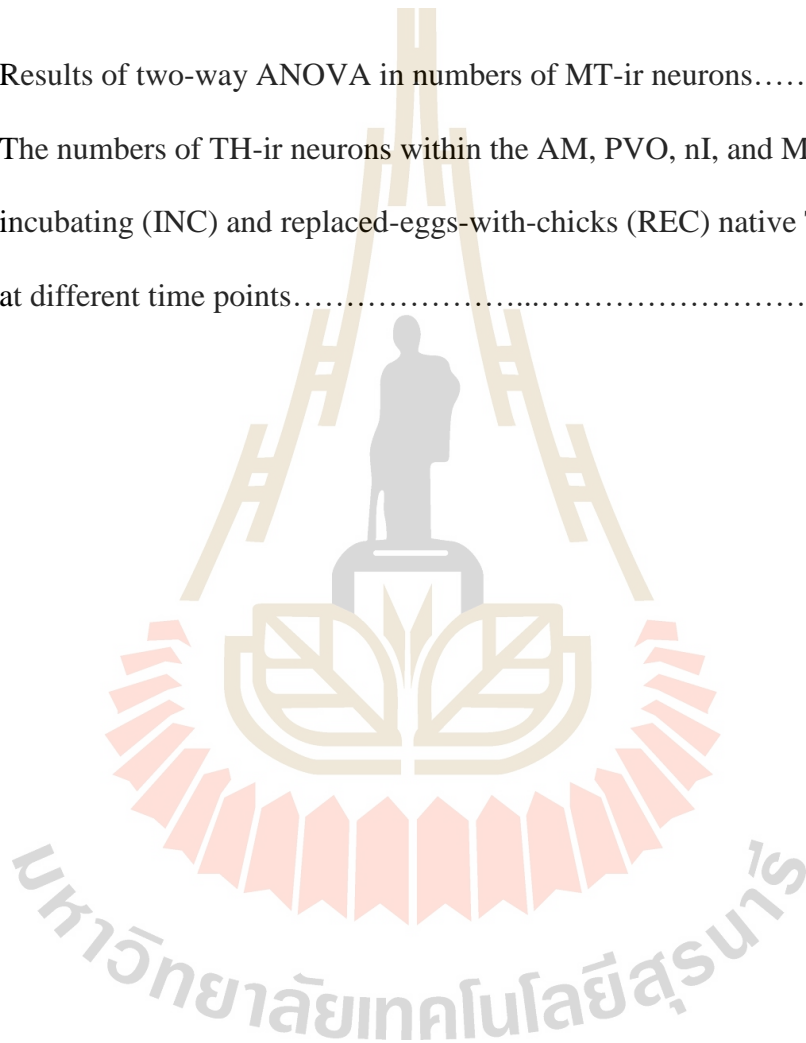 Results of two-way ANOVA in numbers of MT-ir neurons……
The numbers of TH-ir neurons within the AM, PVO, nI, and M
incubating (INC) and replaced-eggs-with-chicks (REC) native
at different time points…………………...……………………
มหาวิทยาลัยเทคโนโลยีสุรนารี